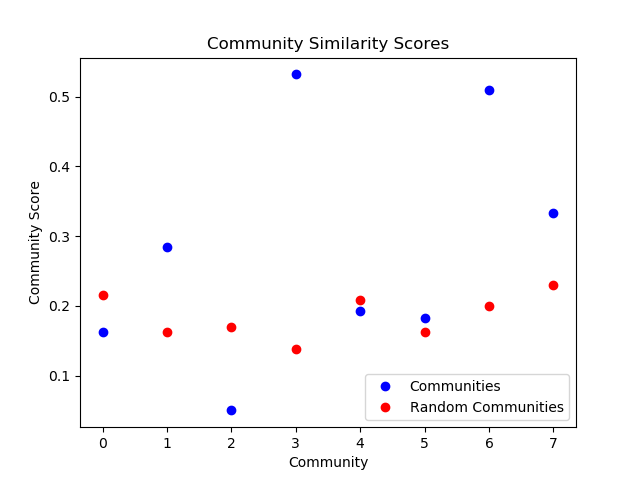 Community Similarity Scores
Community Score
0.5
0.4
0.3
0.2
0.1
Communities
Random Communities
0 1 2 3 4 5 6 7
Community